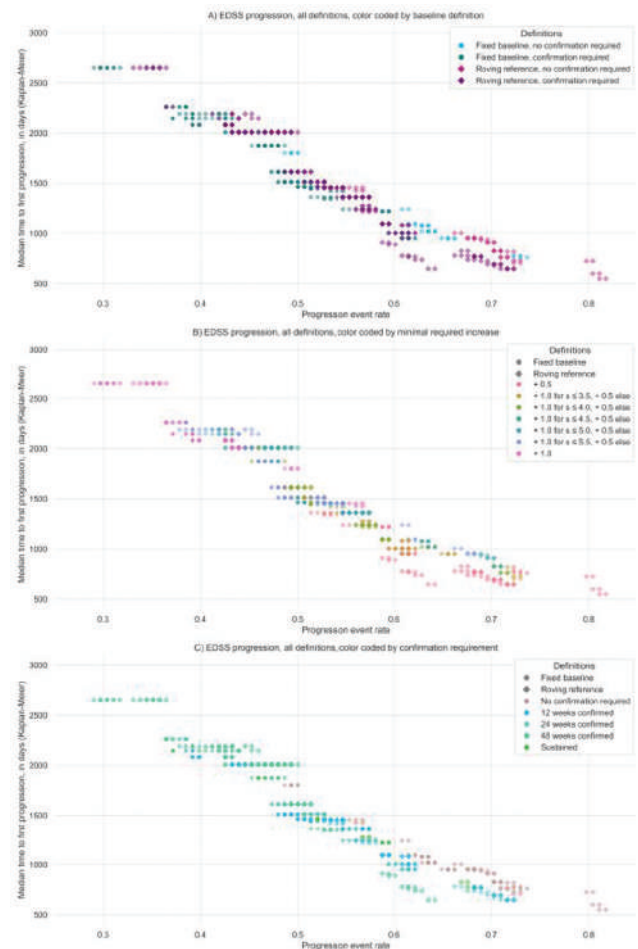 A) EDSS progression, all definitions, color coded by baseline definition
Median time to first progression, in days (Kaplan-Meier)
3000
2500
2000
1500
1000
500
Definitions
Fixed baseline, no confirmation required
Fixed baseline, confirmation required
Roving reference, no confirmation required
Roving reference, confirmation required
0.3 0.4 0.5 0.6 0.7 0.8
Progresson event rate
B) EDSS progression, all definitions, color coded by minimal required increase
Median time to first progression, in days (Kaplan-Meier)
3000
2500
2000
1500
1000
500
Definitions
Fixed baseline
Roving reference
+ 0.5
+ 1.0 for s ≤ 3.5, + 0.5 else
+ 1.0 for s ≤ 4.0, + 0.5 else
+ 1.0 for s ≤ 4.5, + 0.5 else
+ 1.0 for s ≤ 5.0, + 0.5 else
+ 1.0 for s ≤ 5.5, + 0.5 else
+ 1.0
0.3 0.4 0.5 0.6 0.7 0.8
Progresson event rate
C) EDSS progression, all definitions, color coded by confirmation requirement
Median time to first progression, in days (Kaplan-Meier)
3000
2500
2000
1500
1000
500
Definitions
Fixed baseline
Roving reference
No confirmation required
12 weeks confirmed
24 weeks confirmed
48 weeks confirmed
Sustained
0.3 0.4 0.5 0.6 0.7 0.8
Progresson event rate